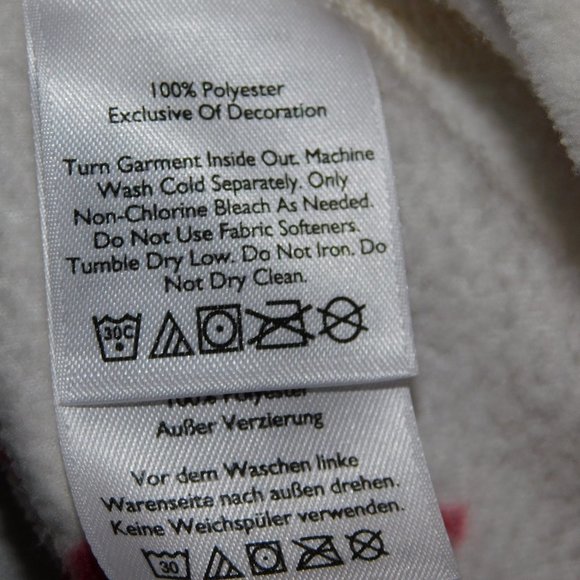 100% Polyester
Exclusive Of Decoration
Turn Garment Inside Out. Machine
Wash Cold Separately. Only
Non-Chlorine Bleach As Needed.
Do Not Use Fabric Softeners.
Tumble Dry Low. Do Not Iron. Do
Not Dry Clean.
30C
100% Polyester
Außer Verzierung
Vor dem Waschen linke
Warenseite nach außen drehen.
Keine Weichspüler verwenden.
30